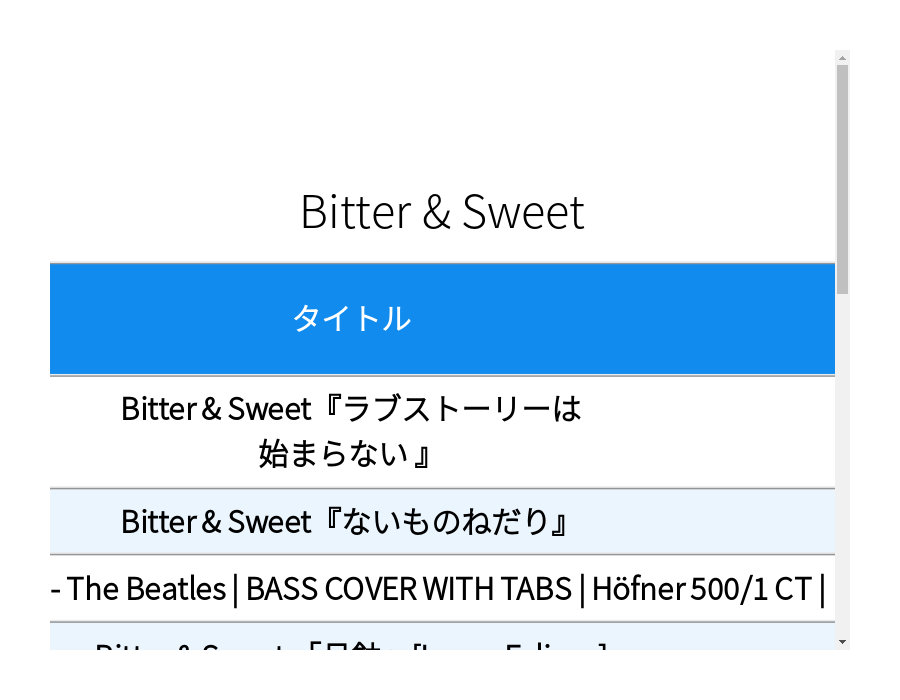 Bitter & Sweet
タイトル
Bitter & Sweet『ラブストーリーは
始まらない 』
Bitter & Sweet『ないものねだり』
- The Beatles | BASS COVER WITH TABS | Höfner 500/1 CT |
Bitter & Sweet